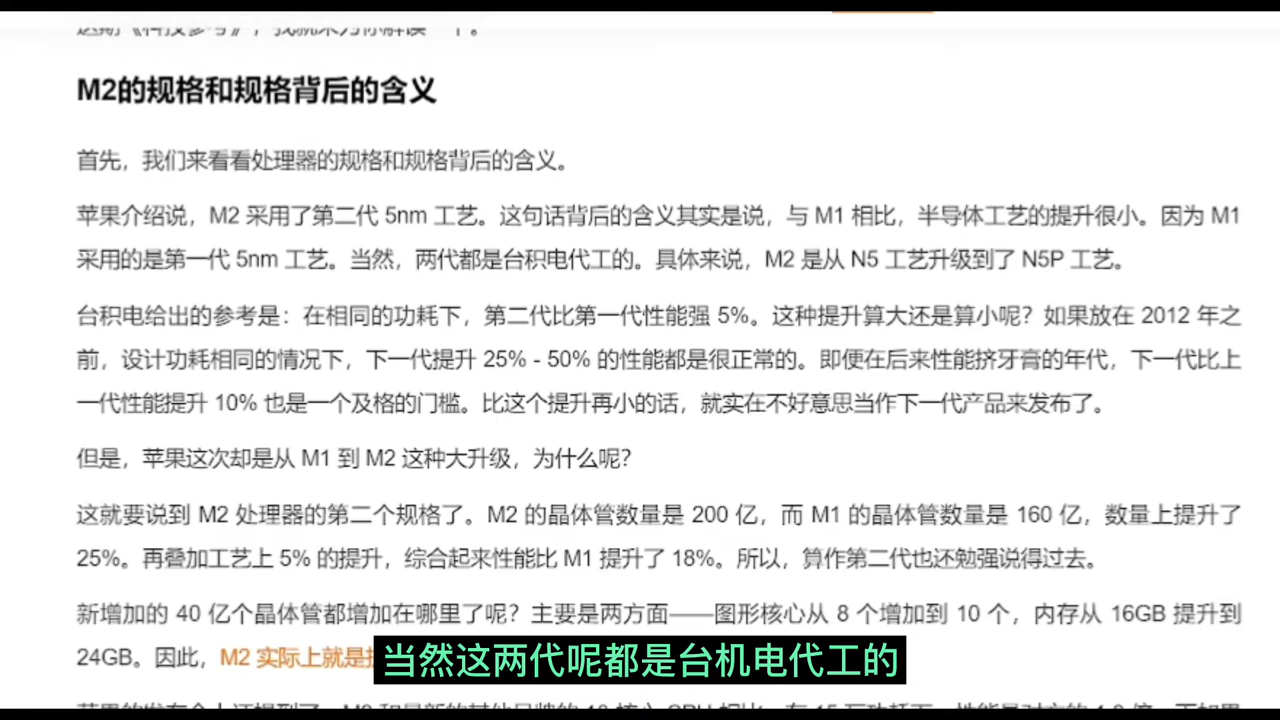 M2的规格和规格背后的含义
首先，我们来看看处理器的规格和规格背后的含义。
苹果介绍说，M2 采用了第二代 5nm 工艺。这句话背后的含义其实是说，与 M1 相比，半导体工艺的提升很小。因为 M1
采用的是第一代 5nm 工艺。当然，两代都是台积电代工的。具体来说，M2 是从 N5 工艺升级到了 N5P 工艺。
台积电给出的参考是：在相同的功耗下，第二代比第一代性能强 5%。这种提升算大还是算小呢？如果放在 2012 年之
前，设计功耗相同的情况下，下一代提升 25% - 50% 的性能都是很正常的。即便在后来性能挤牙膏的年代，下一代比上
一代性能提升 10% 也是一个及格的门槛。比这个提升再小的话，就实在不好意思当作下一代产品来发布了。
但是，苹果这次却是从 M1 到 M2 这种大升级，为什么呢？
这就要说到 M2 处理器的第二个规格了。M2 的晶体管数量是 200 亿，而 M1 的晶体管数量是 160 亿，数量上提升了
25%。再叠加工艺上 5% 的提升，综合起来性能比 M1 提升了 18%。所以，算作第二代也还勉强说得过去。
新增加的 40 亿个晶体管都增加在哪里了呢？主要是两方面——图形核心从 8 个增加到 10 个，内存从 16GB 提升到
24GB。因此，M2 实际上就是
当然这两代呢都是台机电代工的